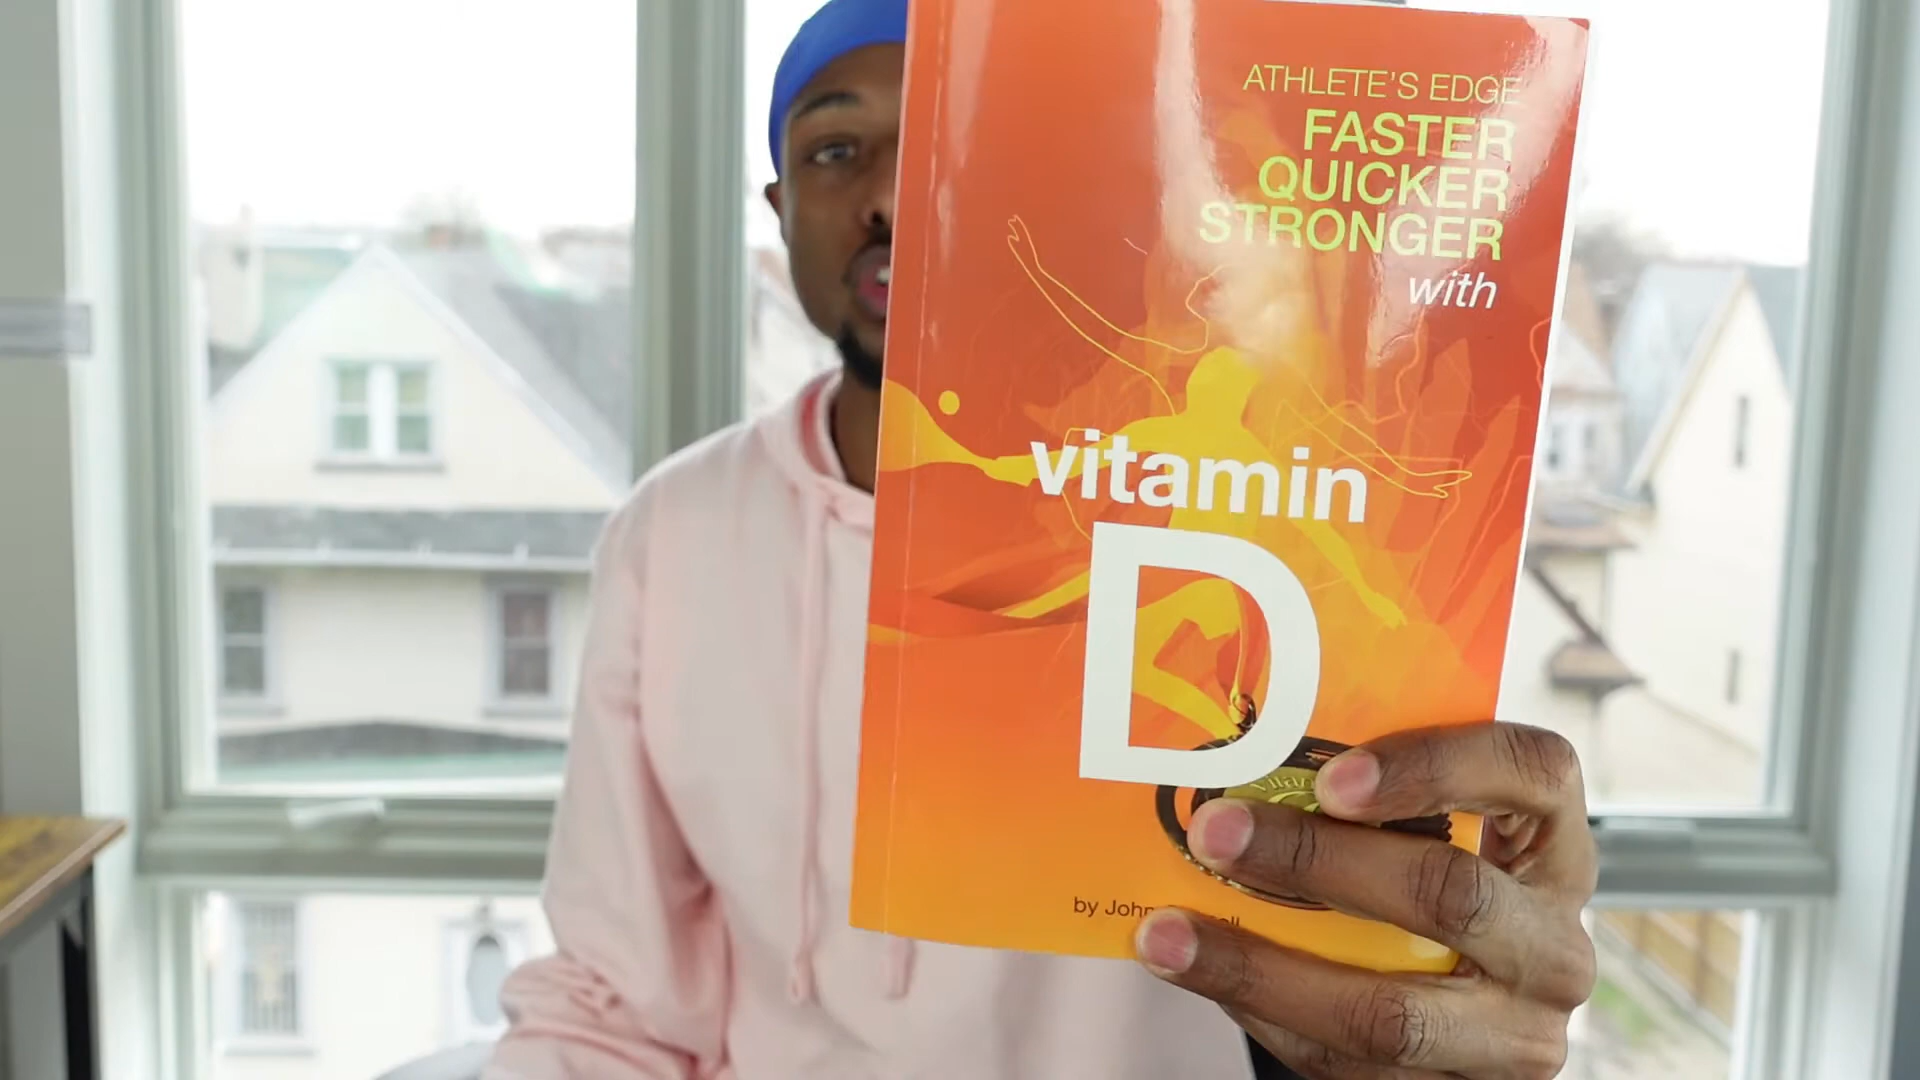 ATHLETE'S EDGE
FASTER
QUICKER
STRONGER
with
vitamin
D
by John